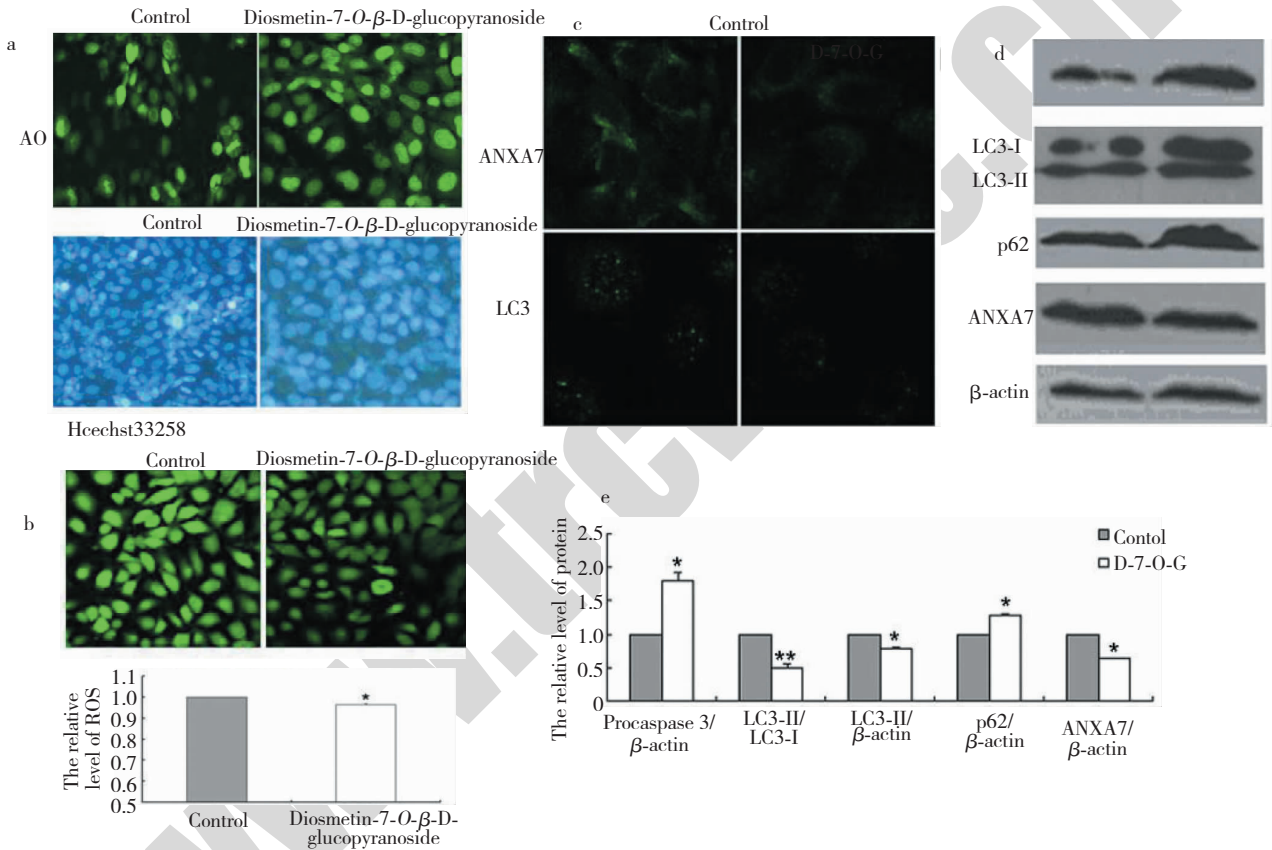 a
Control
Diosmetin-7-O-β-D-glucopyranoside
AO
Control
Diosmetin-7-O-β-D-glucopyranoside
Hcechst33258
b
Control
Diosmetin-7-O-β-D-glucopyranoside
The relative
level of ROS
1.1
1.0
0.9
0.8
0.7
0.6
0.5
*
Control
Diosmetin-7-O-β-D-
glucopyranoside
c
Control
D-7-O-G
ANXA7
LC3
d
LC3-I
LC3-II
p62
ANXA7
β-actin
e
The relative level of protein
2.5
2.0
1.5
1.0
0.5
0
*
**
*
*
*
Contol
D-7-O-G
Procaspase 3/
β-actin
LC3-II/
LC3-I
LC3-II/
β-actin
p62/
β-actin
ANXA7/
β-actin